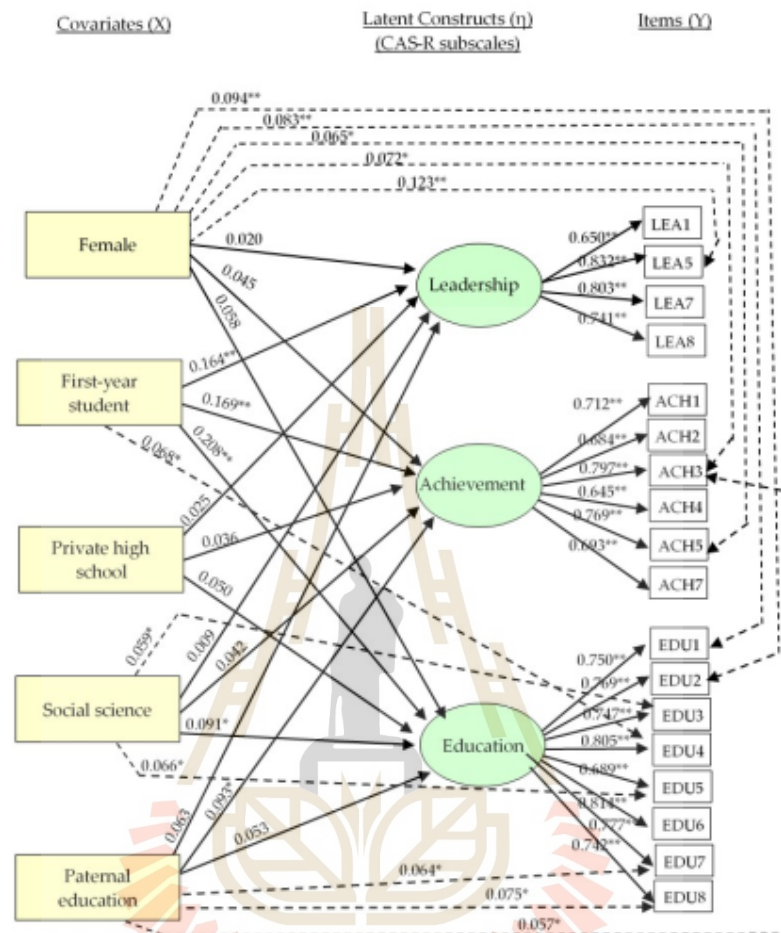 Covariates (X)
Latent Constructs (η)
(CAS-R subscales)
Items (Y)
0.094**
0.083**
0.065*
0.072*
0.123**
Female
0.020
0.045
0.058
Leadership
0.650**
0.832**
0.803**
0.741**
LEA1
LEA5
LEA7
LEA8
First-year
student
0.164**
0.169**
0.208**
0.068*
Achievement
0.712**
0.684**
0.797**
0.645**
0.769**
0.693**
ACH1
ACH2
ACH3
ACH4
ACH5
ACH7
Private high
school
0.025
0.036
0.050
Social science
0.059*
0.009
0.042
0.091*
0.066*
Education
0.750**
0.769**
0.747**
0.805**
0.689**
0.814**
0.777**
0.742**
EDU1
EDU2
EDU3
EDU4
EDU5
EDU6
EDU7
EDU8
Paternal
education
0.063
0.093*
0.053
0.064*
0.075*
0.057*